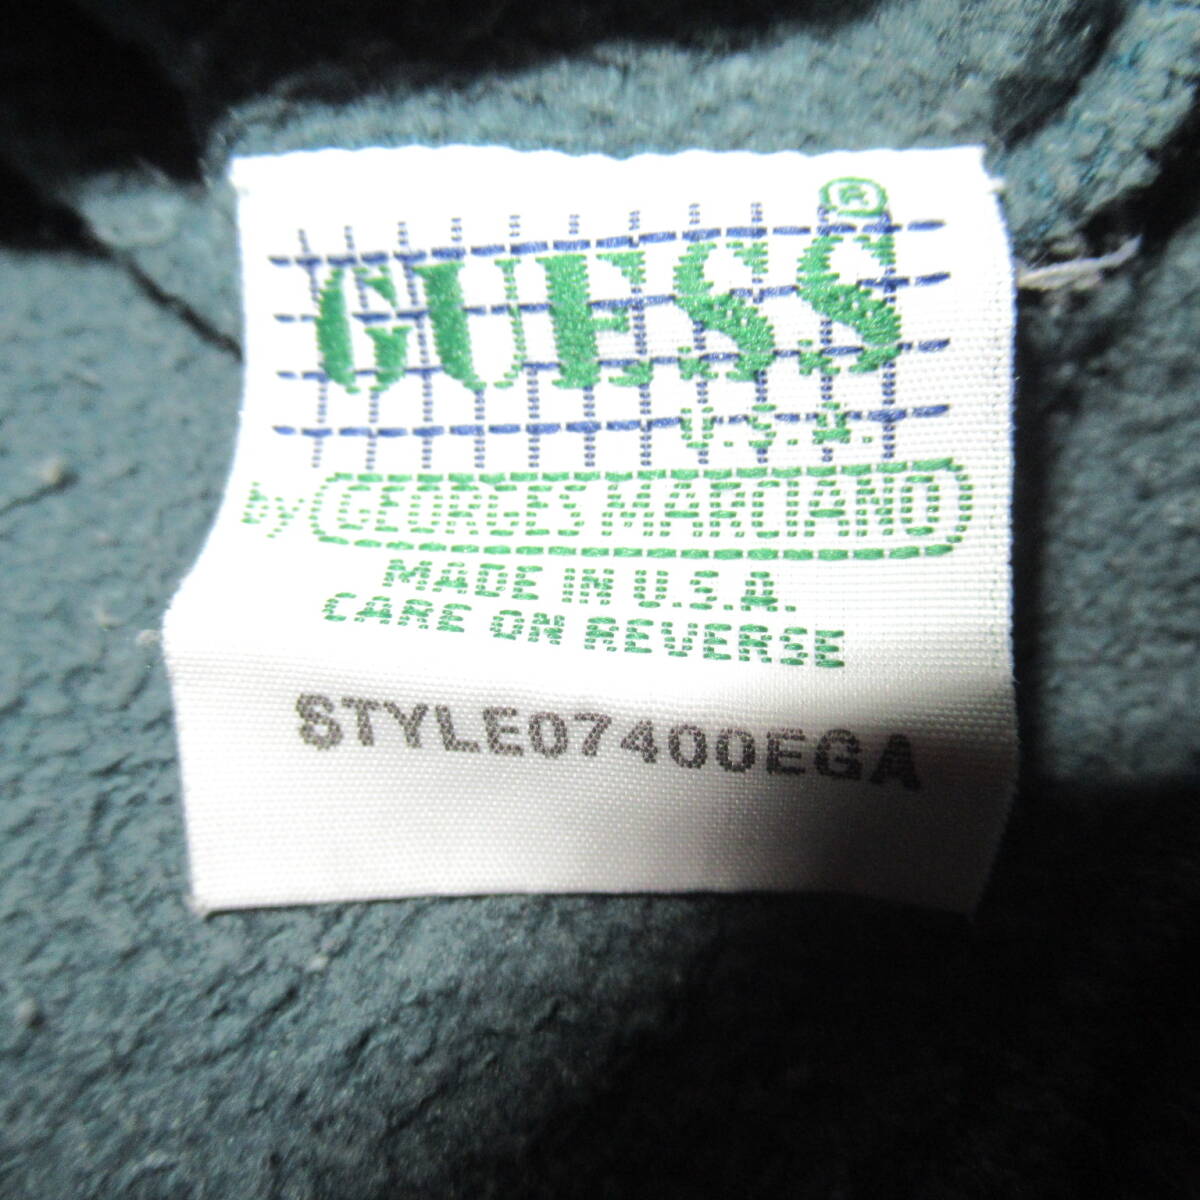 GUESS®
U.S.A.
by GEORGES MARCIANO
MADE IN U.S.A.
CARE ON REVERSE
STYLE07400EGA